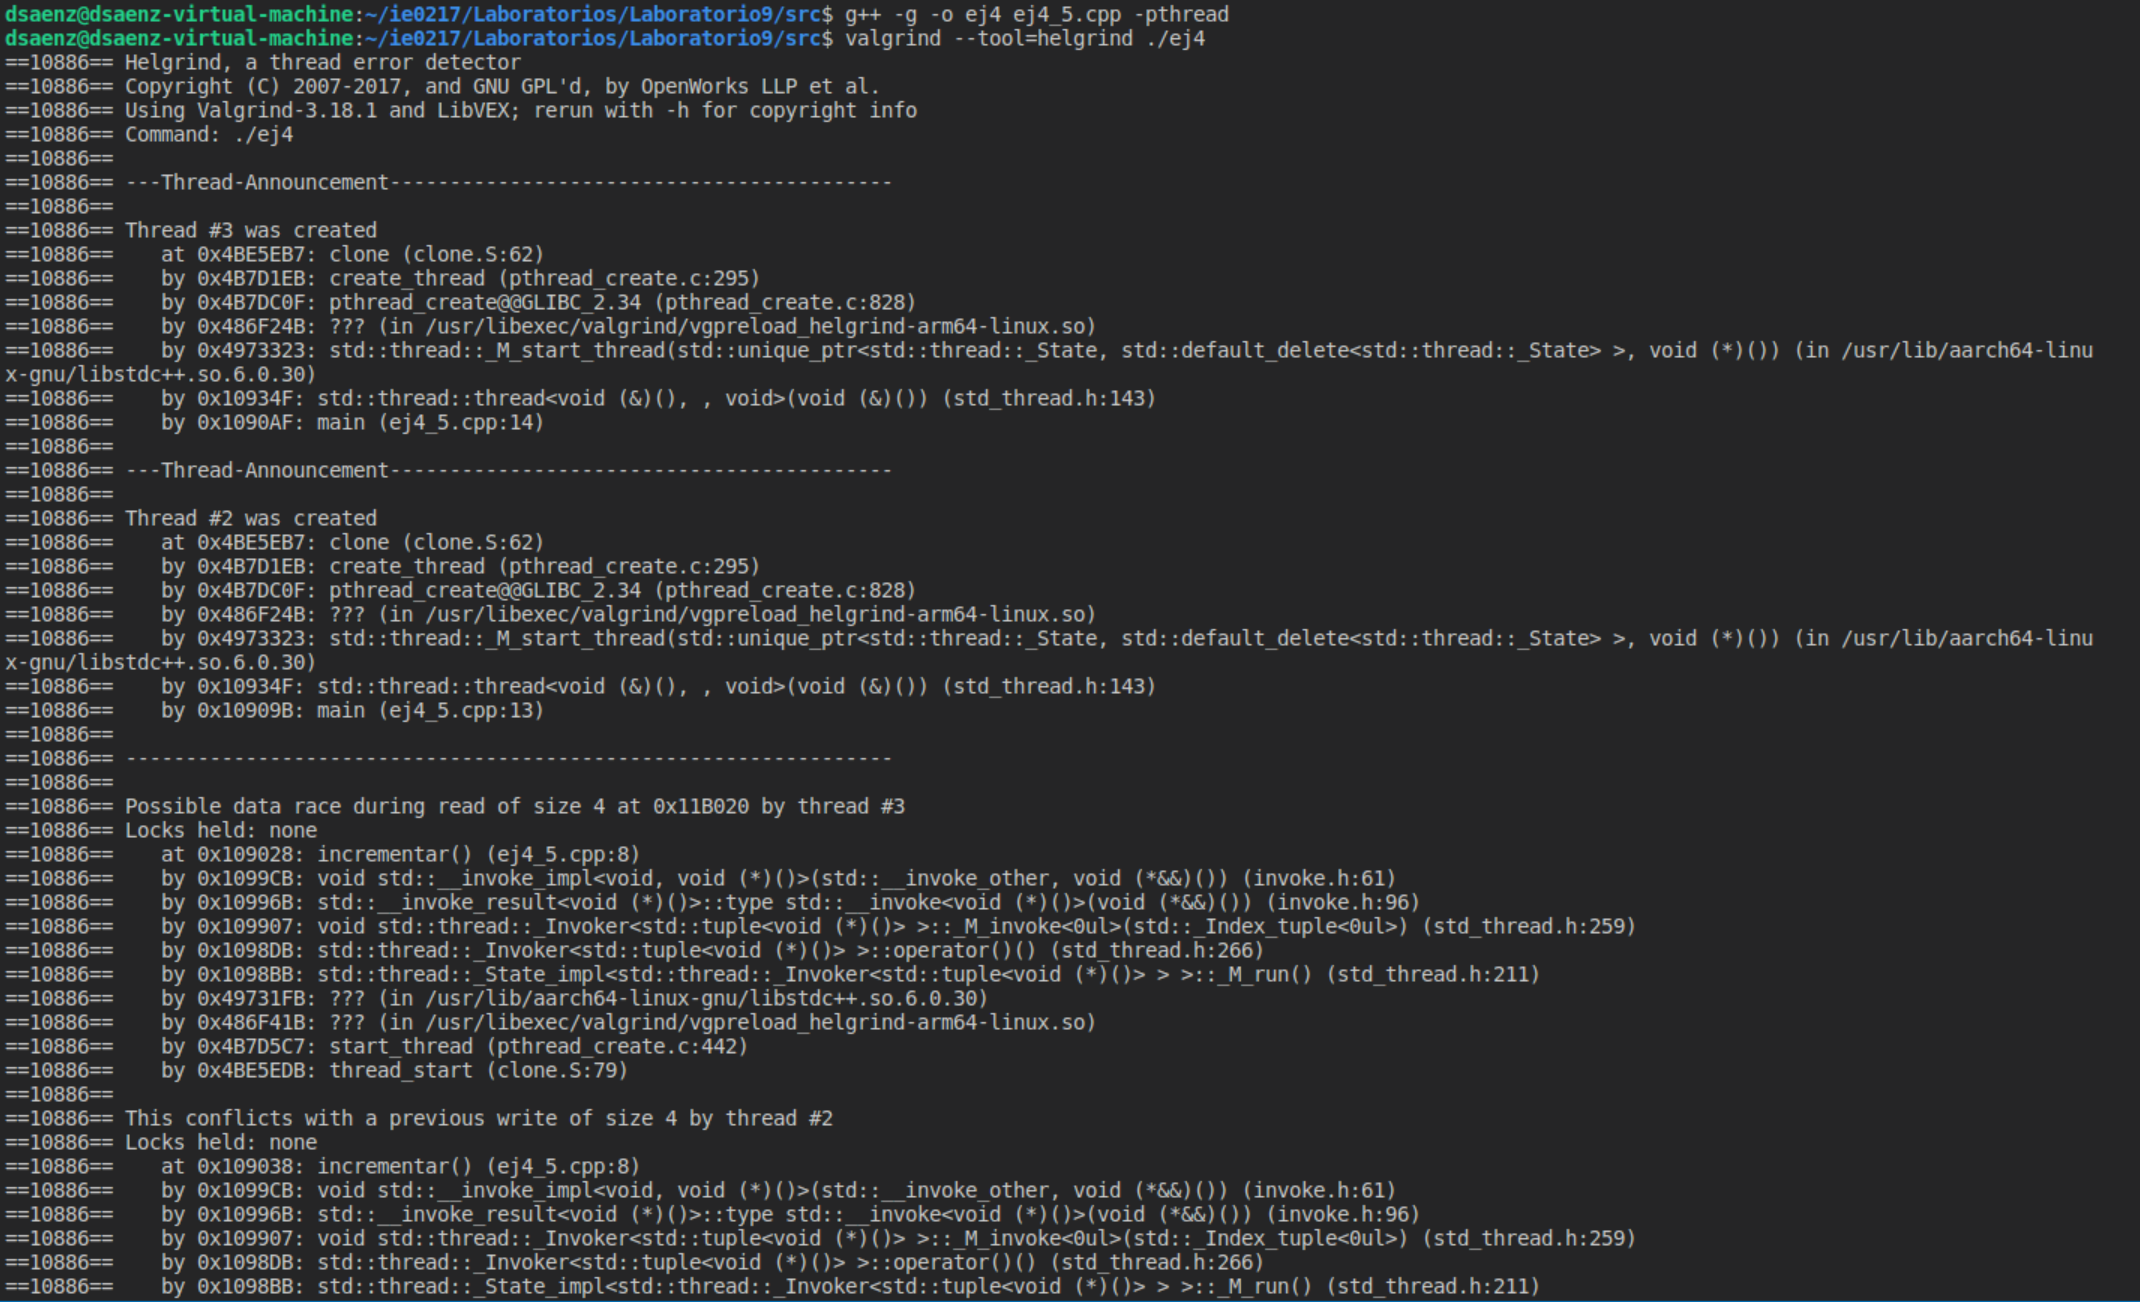 dsaenz@dsaenz-virtual-machine:~/ie0217/Laboratorios/Laboratorio9/src$ g++ -g -o ej4 ej4_5.cpp -pthread
dsaenz@dsaenz-virtual-machine:~/ie0217/Laboratorios/Laboratorio9/src$ valgrind --tool=helgrind ./ej4
==10886== Helgrind, a thread error detector
==10886== Copyright (C) 2007-2017, and GNU GPL'd, by OpenWorks LLP et al.
==10886== Using Valgrind-3.18.1 and LibVEX; rerun with -h for copyright info
==10886== Command: ./ej4
==10886==
==10886== ---Thread-Announcement------------------------------------------
==10886==
==10886== Thread #3 was created
==10886==    at 0x4BE5EB7: clone (clone.S:62)
==10886==    by 0x4B7D1EB: create_thread (pthread_create.c:295)
==10886==    by 0x4B7DC0F: pthread_create@@GLIBC_2.34 (pthread_create.c:828)
==10886==    by 0x486F24B: ??? (in /usr/libexec/valgrind/vgpreload_helgrind-arm64-linux.so)
==10886==    by 0x4973323: std::thread::_M_start_thread(std::unique_ptr<std::thread::_State, std::default_delete<std::thread::_State> >, void (*)()) (in /usr/lib/aarch64-linu
x-gnu/libstdc++.so.6.0.30)
==10886==    by 0x10934F: std::thread::thread<void (&)(), , void>(void (&)()) (std_thread.h:143)
==10886==    by 0x1090AF: main (ej4_5.cpp:14)
==10886==
==10886== ---Thread-Announcement------------------------------------------
==10886==
==10886== Thread #2 was created
==10886==    at 0x4BE5EB7: clone (clone.S:62)
==10886==    by 0x4B7D1EB: create_thread (pthread_create.c:295)
==10886==    by 0x4B7DC0F: pthread_create@@GLIBC_2.34 (pthread_create.c:828)
==10886==    by 0x486F24B: ??? (in /usr/libexec/valgrind/vgpreload_helgrind-arm64-linux.so)
==10886==    by 0x4973323: std::thread::_M_start_thread(std::unique_ptr<std::thread::_State, std::default_delete<std::thread::_State> >, void (*)()) (in /usr/lib/aarch64-linu
x-gnu/libstdc++.so.6.0.30)
==10886==    by 0x10934F: std::thread::thread<void (&)(), , void>(void (&)()) (std_thread.h:143)
==10886==    by 0x10909B: main (ej4_5.cpp:13)
==10886==
==10886== ----------------------------------------------------------------
==10886==
==10886== Possible data race during read of size 4 at 0x11B020 by thread #3
==10886== Locks held: none
==10886==    at 0x109028: incrementar() (ej4_5.cpp:8)
==10886==    by 0x1099CB: void std::__invoke_impl<void, void (*)()>(std::__invoke_other, void (*&&)()) (invoke.h:61)
==10886==    by 0x10996B: std::__invoke_result<void (*)()>::type std::__invoke<void (*)()>(void (*&&)()) (invoke.h:96)
==10886==    by 0x109907: void std::thread::_Invoker<std::tuple<void (*)()> >::_M_invoke<0ul>(std::_Index_tuple<0ul>) (std_thread.h:259)
==10886==    by 0x1098DB: std::thread::_Invoker<std::tuple<void (*)()> >::operator()() (std_thread.h:266)
==10886==    by 0x1098BB: std::thread::_State_impl<std::thread::_Invoker<std::tuple<void (*)()> > >::_M_run() (std_thread.h:211)
==10886==    by 0x49731FB: ??? (in /usr/lib/aarch64-linux-gnu/libstdc++.so.6.0.30)
==10886==    by 0x486F41B: ??? (in /usr/libexec/valgrind/vgpreload_helgrind-arm64-linux.so)
==10886==    by 0x4B7D5C7: start_thread (pthread_create.c:442)
==10886==    by 0x4BE5EDB: thread_start (clone.S:79)
==10886==
==10886== This conflicts with a previous write of size 4 by thread #2
==10886== Locks held: none
==10886==    at 0x109038: incrementar() (ej4_5.cpp:8)
==10886==    by 0x1099CB: void std::__invoke_impl<void, void (*)()>(std::__invoke_other, void (*&&)()) (invoke.h:61)
==10886==    by 0x10996B: std::__invoke_result<void (*)()>::type std::__invoke<void (*)()>(void (*&&)()) (invoke.h:96)
==10886==    by 0x109907: void std::thread::_Invoker<std::tuple<void (*)()> >::_M_invoke<0ul>(std::_Index_tuple<0ul>) (std_thread.h:259)
==10886==    by 0x1098DB: std::thread::_Invoker<std::tuple<void (*)()> >::operator()() (std_thread.h:266)
==10886==    by 0x1098BB: std::thread::_State_impl<std::thread::_Invoker<std::tuple<void (*)()> > >::_M_run() (std_thread.h:211)